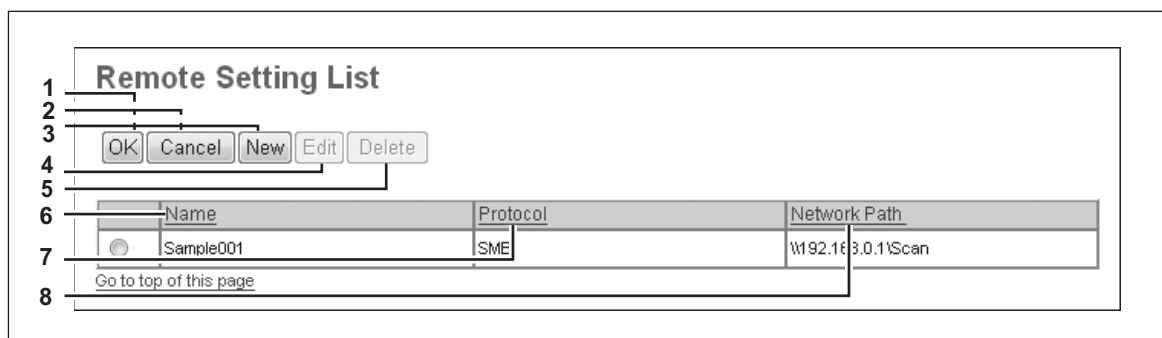 Remote Setting List
1
2
3
OK Cancel New Edit Delete
4
5
6 Name Protocol Network Path
Sample001 SME \\192.168.0.1\Scan
7
Go to top of this page
8